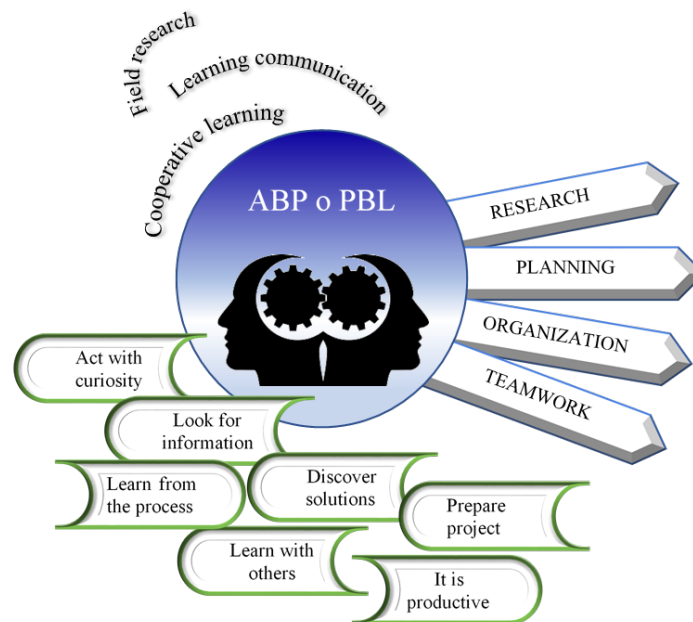 Field research
Learning communication
Cooperative learning
ABP o PBL
RESEARCH
PLANNING
ORGANIZATION
TEAMWORK
Act with
curiosity
Look for
information
Learn from
the process
Discover
solutions
Prepare
project
Learn with
others
It is
productive